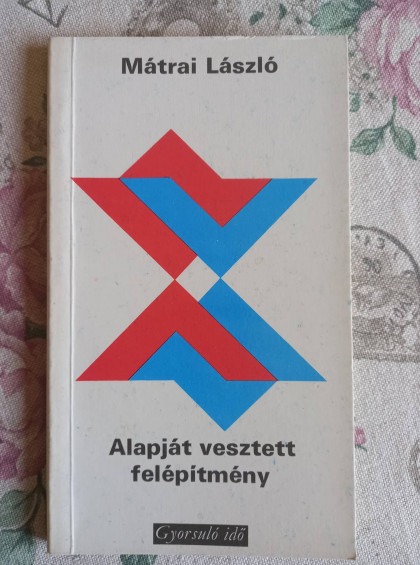 Mátrai László
Alapját vesztett
felépítmény
Gyorsuló idő